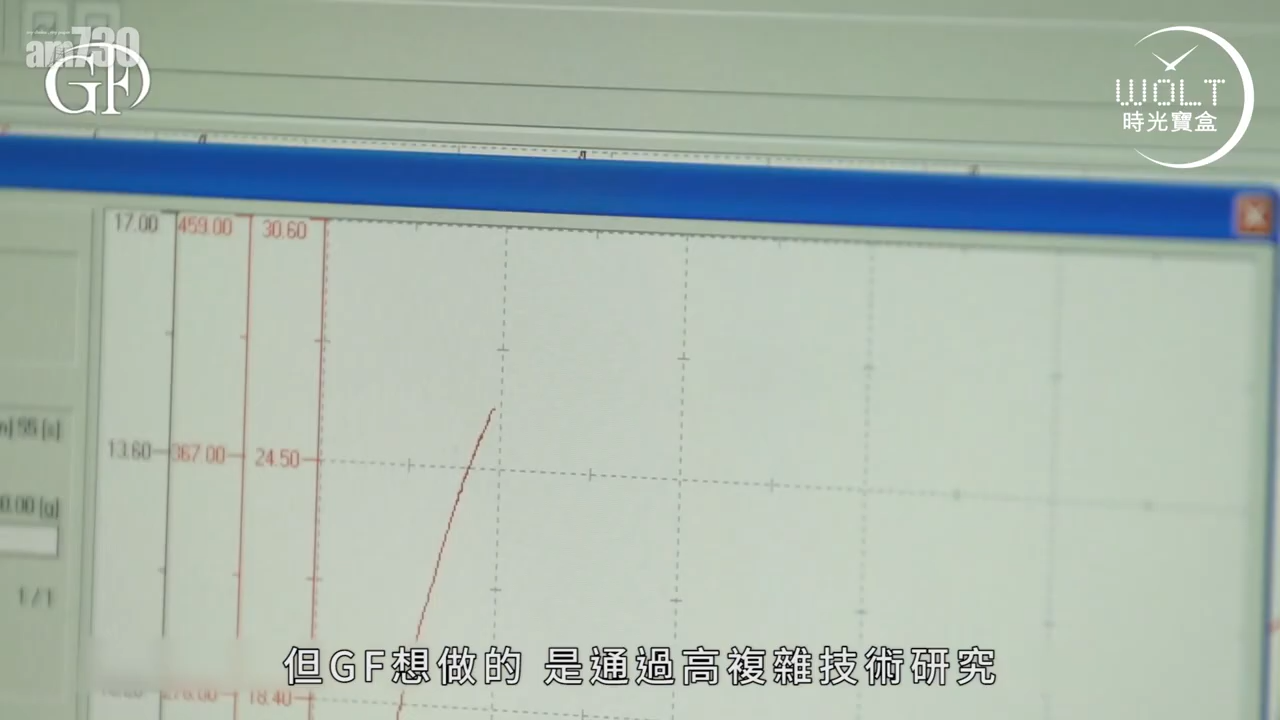 am730
GF
WOLT
時光寶盒
17.00 459.00 30.60
13.60 367.00 24.50
[s]
[g]
1/1
18.40
但GF想做的 是通過高複雜技術研究